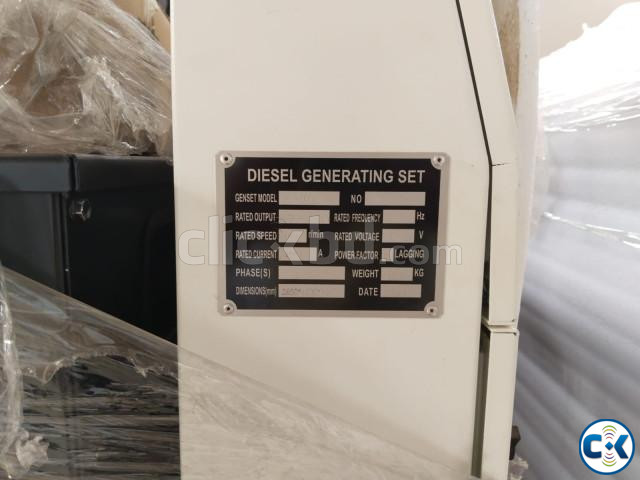 DIESEL GENERATING SET
GENSET MODEL NO
RATED OUTPUT RATED FREQUENCY Hz
RATED SPEED r/min RATED VOLTAGE V
RATED CURRENT A POWER FACTOR LAGGING
PHASE(S) WEIGHT KG
DIMENSIONS(mm) DATE
clickbd.com
CK